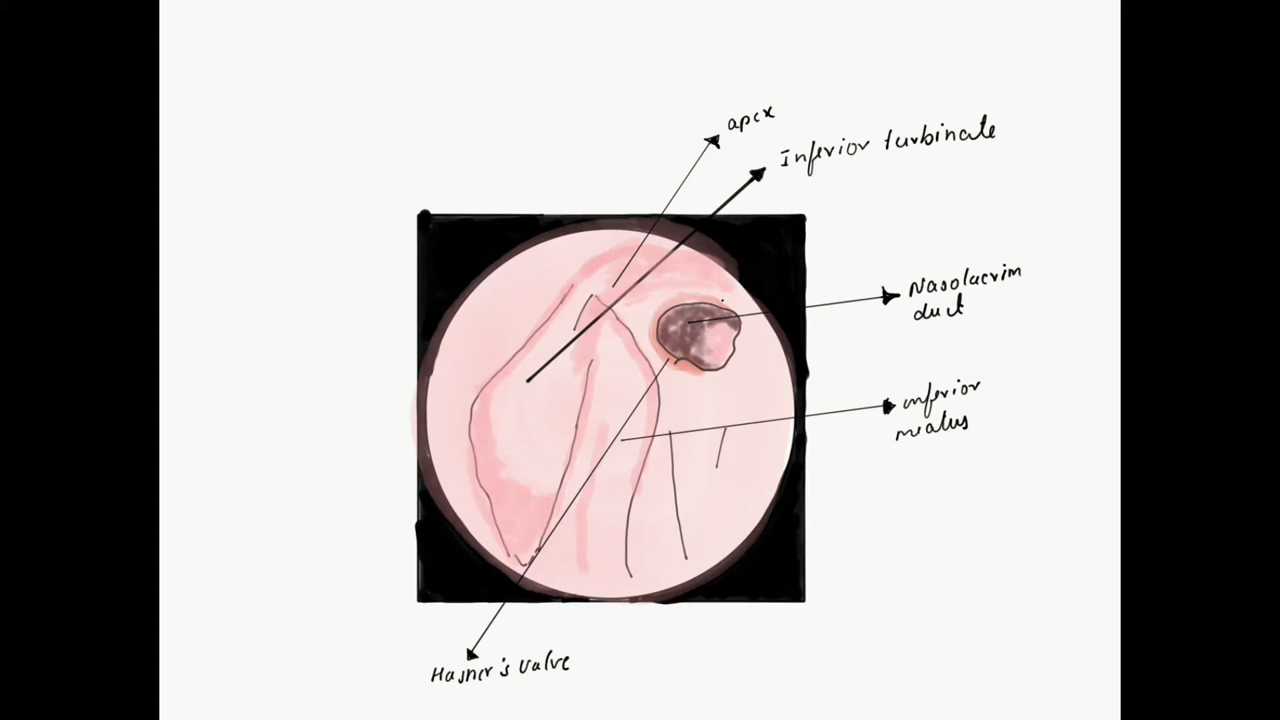 apex
Inferior turbinate
Nasolacrim
duct
inferior
meatus
Hasner's valve